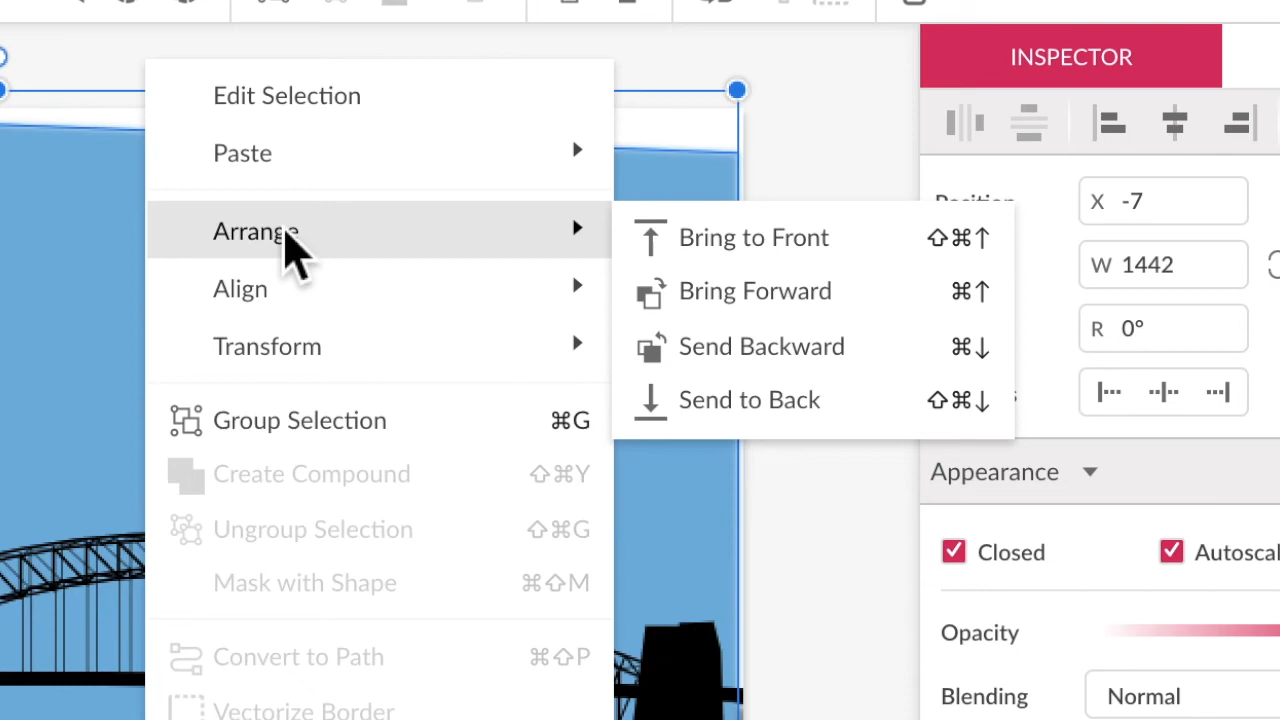 INSPECTOR
Edit Selection
Paste
Arrange
Align
Transform
Bring to Front ⇧⌘↑
Bring Forward ⌘↑
Send Backward ⌘↓
Send to Back ⇧⌘↓
Group Selection ⌘G
Create Compound ⇧⌘Y
Ungroup Selection ⇧⌘G
Mask with Shape ⌘⇧M
Convert to Path ⌘⇧P
Vectorize Border
X -7
W 1442
R 0°
Appearance
Closed
Autoscal
Opacity
Blending Normal